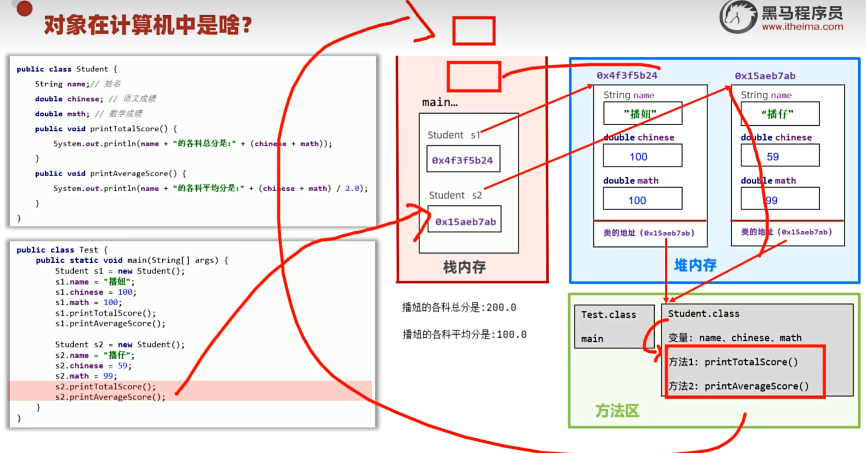 对象在计算机中是啥?
黑马程序员
www.itheima.com
public class Student {
String name;// 姓名
double chinese; // 语文成绩
double math; // 数学成绩
public void printTotalScore() {
System.out.println(name + "的各科总分是:" + (chinese + math));
}
public void printAverageScore() {
System.out.println(name + "的各科平均分是:" + (chinese + math) / 2.0);
}
}
public class Test {
public static void main(String[] args) {
Student s1 = new Student();
s1.name = "播妞";
s1.chinese = 100;
s1.math = 100;
s1.printTotalScore();
s1.printAverageScore();
Student s2 = new Student();
s2.name = "播仔";
s2.chinese = 59;
s2.math = 99;
s2.printTotalScore();
s2.printAverageScore();
}
}
main…
Student s1
0x4f3f5b24
Student s2
0x15aeb7ab
栈内存
播妞的各科总分是:200.0
播妞的各科平均分是:100.0
0x4f3f5b24
String name
"播妞"
double chinese
100
double math
100
类的地址 (0x15aeb7ab)
0x15aeb7ab
String name
“播仔”
double chinese
59
double math
99
类的地址 (0x15aeb7ab)
堆内存
Test.class
main
Student.class
变量: name、chinese、math
方法1: printTotalScore()
方法2: printAverageScore()
方法区